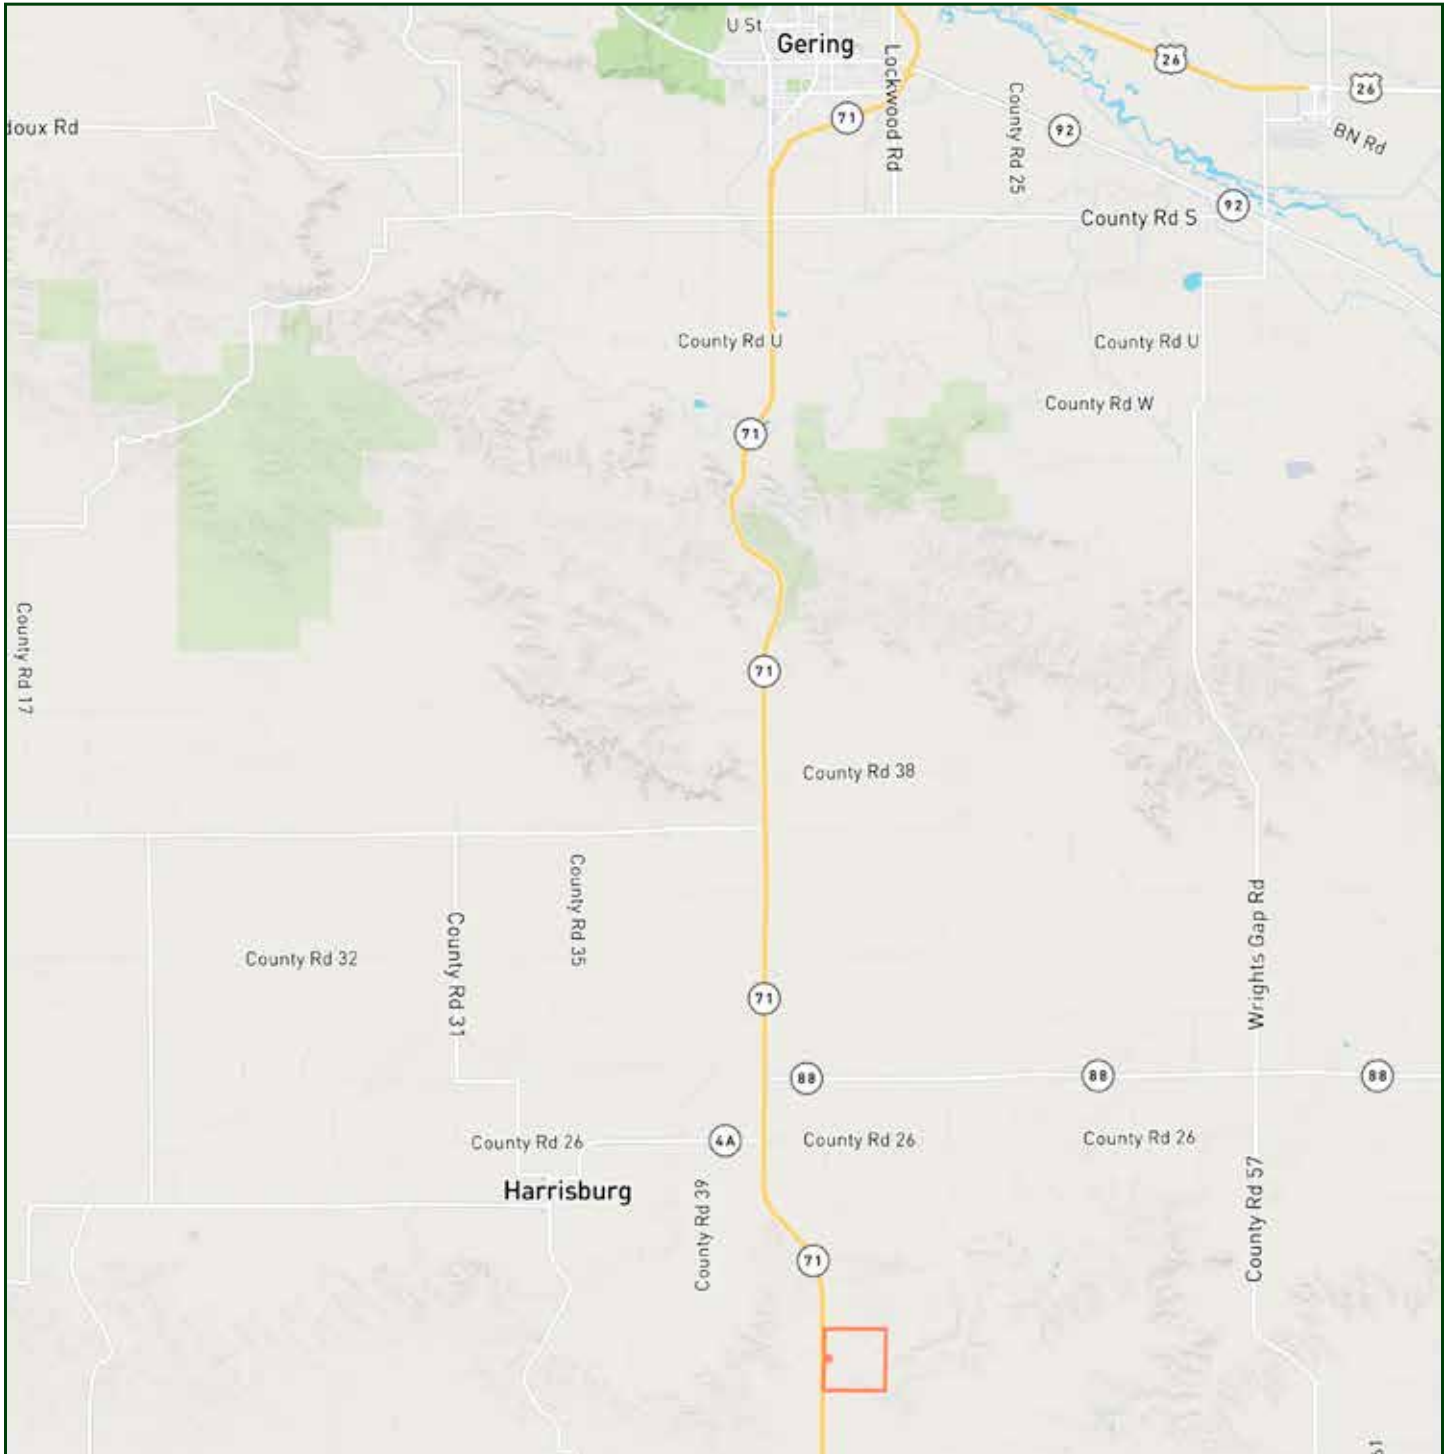 U St
Gering
26
26
Lockwood Rd
71
County Rd 25
92
BN Rd
doux Rd
92
County Rd S
County Rd U
County Rd U
County Rd W
71
County Rd 17
71
County Rd 38
County Rd 35
Wrights Gap Rd
County Rd 31
County Rd 32
71
88
88
88
County Rd 26
4A
County Rd 26
County Rd 26
Harrisburg
County Rd 39
County Rd 57
71